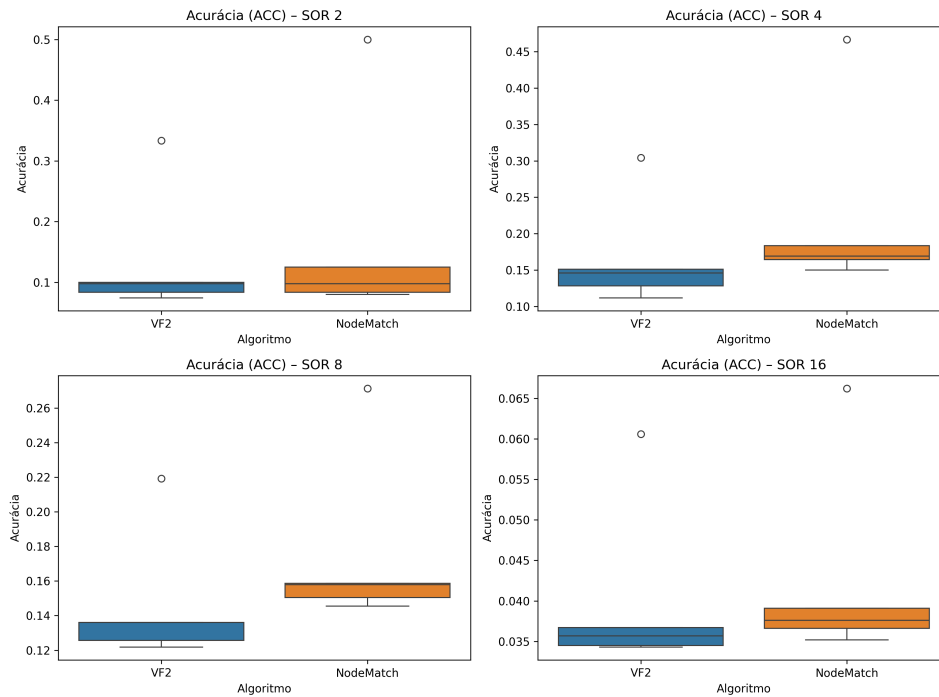 Acurácia (ACC) – SOR 2
0.5
0.4
0.3
0.2
0.1
Acurácia
VF2
NodeMatch
Algoritmo
Acurácia (ACC) – SOR 4
0.45
0.40
0.35
0.30
0.25
0.20
0.15
0.10
Acurácia
VF2
NodeMatch
Algoritmo
Acurácia (ACC) – SOR 8
0.26
0.24
0.22
0.20
0.18
0.16
0.14
0.12
Acurácia
VF2
NodeMatch
Algoritmo
Acurácia (ACC) – SOR 16
0.065
0.060
0.055
0.050
0.045
0.040
0.035
Acurácia
VF2
NodeMatch
Algoritmo